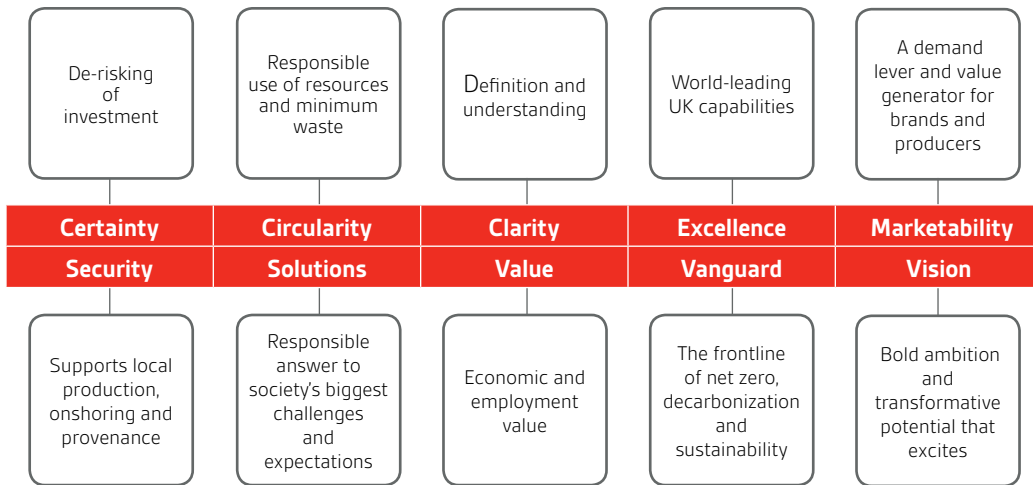 De-risking
of
investment
Responsible
use of resources
and minimum
waste
Definition and
understanding
World-leading
UK capabilities
A demand
lever and value
generator for
brands and
producers
Certainty
Circularity
Clarity
Excellence
Marketability
Security
Solutions
Value
Vanguard
Vision
Supports local
production,
onshoring and
provenance
Responsible
answer to
society's biggest
challenges
and
expectations
Economic and
employment
value
The frontline
of net zero,
decarbonization
and
sustainability
Bold ambition
and
transformative
potential that
excites